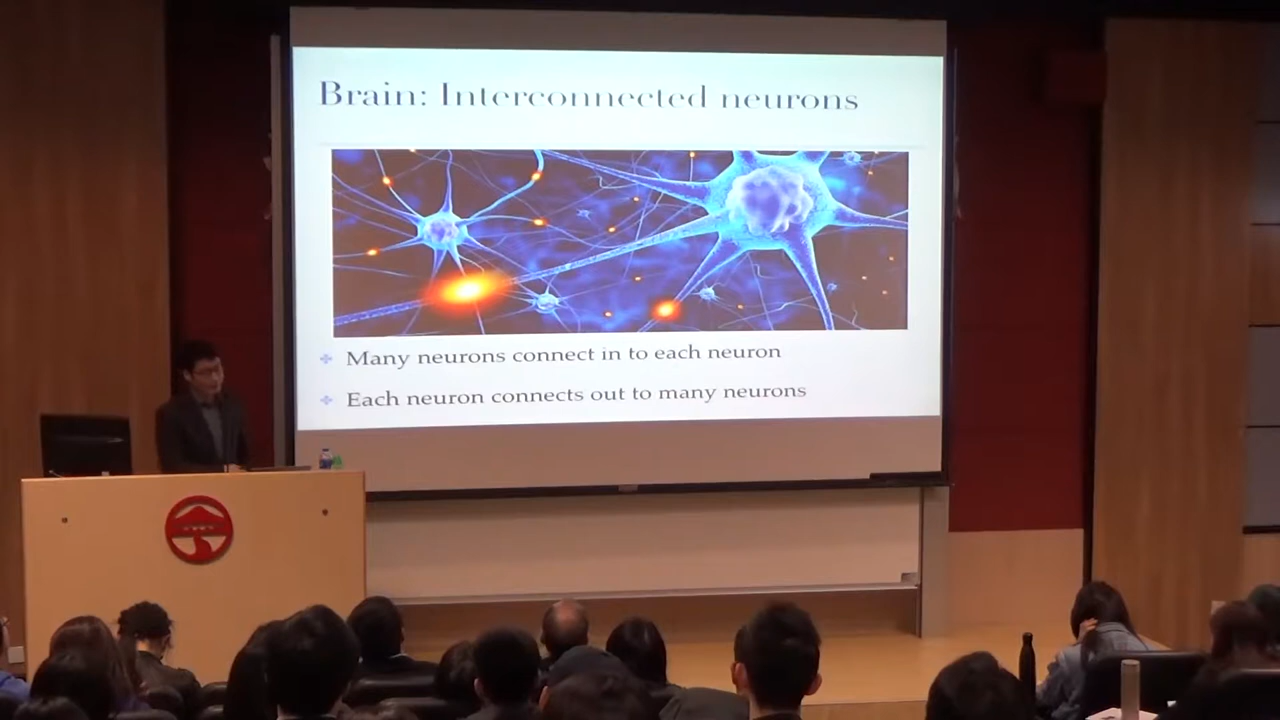 Brain: Interconnected neurons
Many neurons connect in to each neuron
Each neuron connects out to many neurons